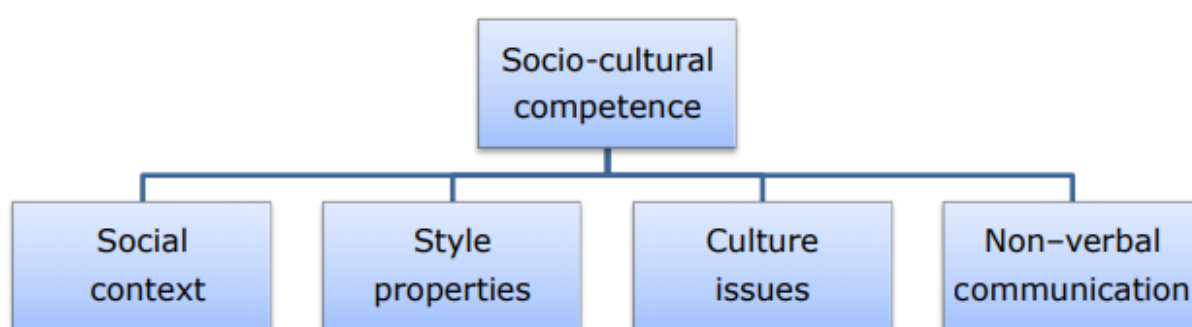 Socio-cultural
competence
Social
context
Style
properties
Culture
issues
Non–verbal
communication